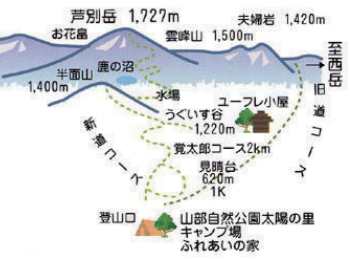 芦別岳 1,727m
夫婦岩 1,420m
お花畠
雲峰山 1,500m
至西岳
鹿の沼
半面山
1,400m
水場
ユーフレ小屋
うぐいす谷
1,220m
旧道コース
新道コース
覚太郎コース2km
見晴台
620m
1K
登山口
山部自然公園太陽の里
キャンプ場
ふれあいの家